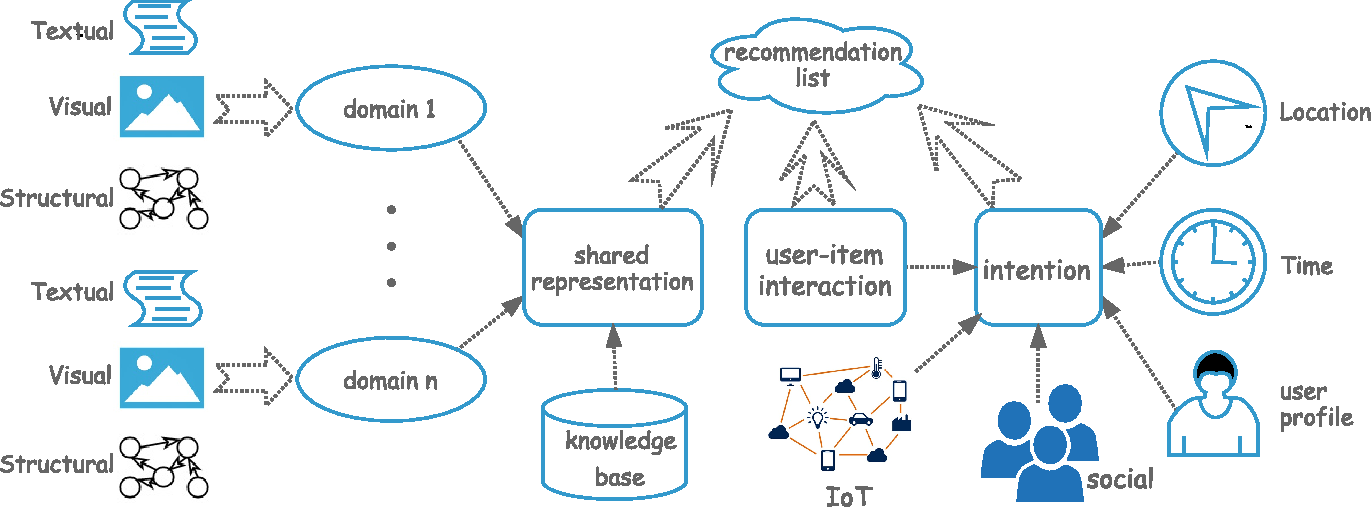 Textual
Visual
Structural
domain 1
Textual
Visual
Structural
domain n
shared
representation
knowledge
base
recommendation
list
user-item
interaction
intention
IoT
social
Location
Time
user
profile